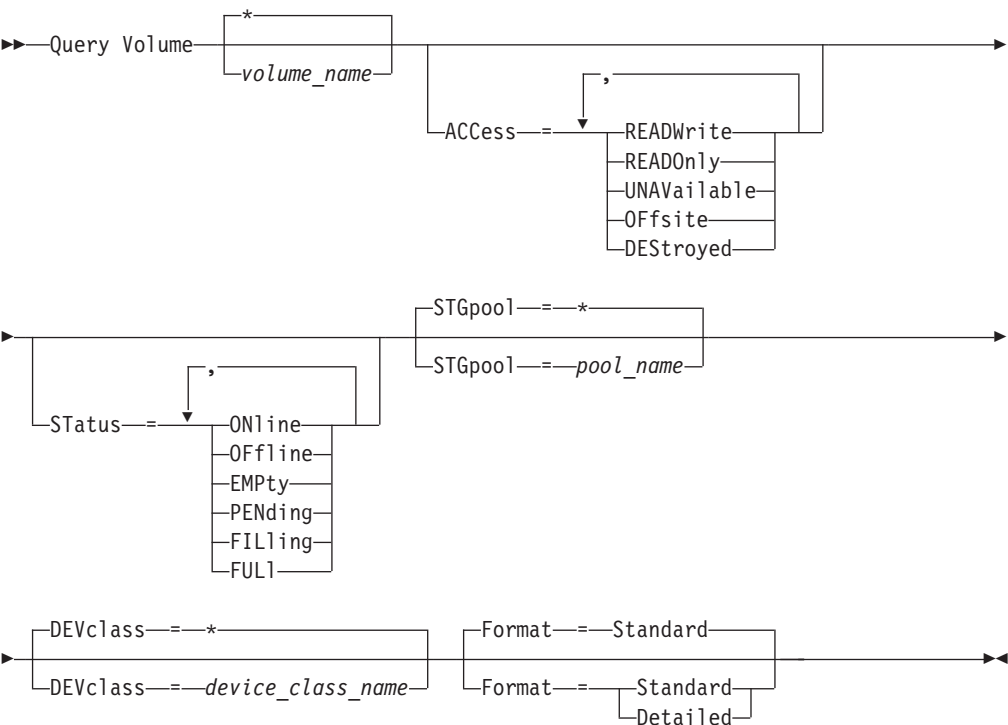 *
Query Volume
volume_name
,
ACCess = READWrite
READOnly
UNAVailable
OFfsite
DEStroyed
STGpool = *
STGpool = pool_name
,
STatus = ONline
OFfline
EMPty
PENding
FILling
FULl
DEVclass = *
DEVclass = device_class_name
Format = Standard
Format = Standard
Detailed